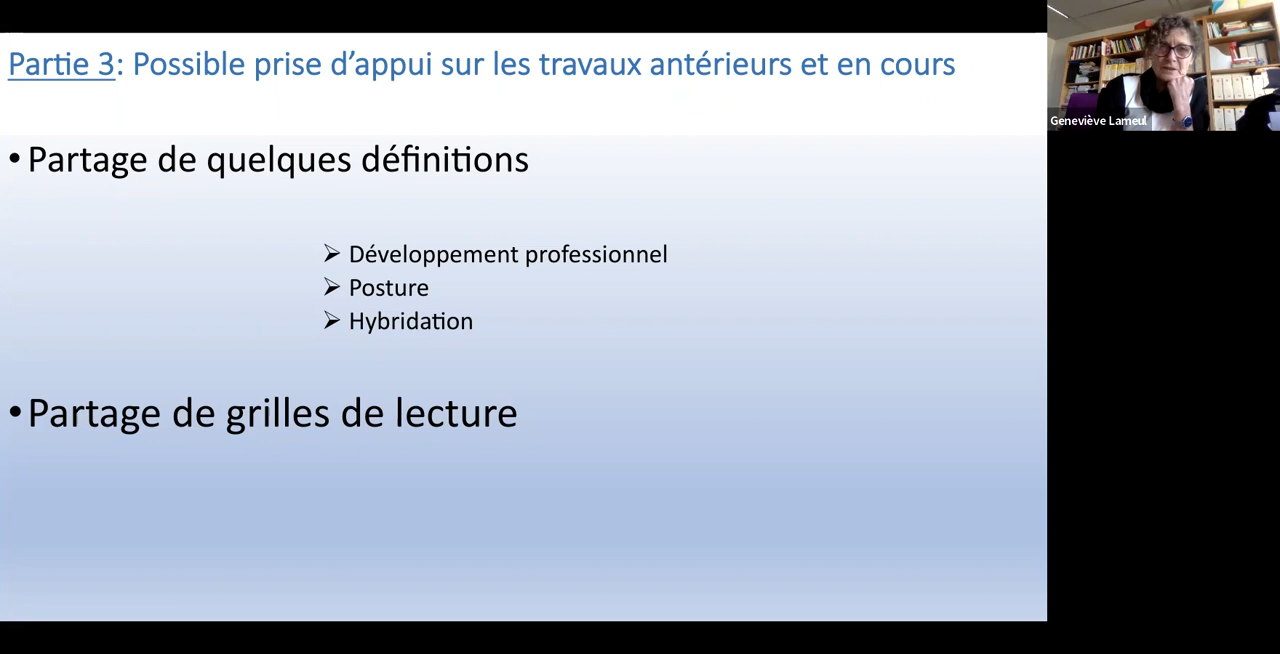 Partie 3: Possible prise d’appui sur les travaux antérieurs et en cours
Geneviève Lameul
• Partage de quelques définitions
➢ Développement professionnel
➢ Posture
➢ Hybridation
• Partage de grilles de lecture